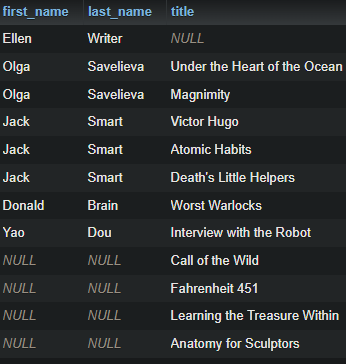 first_name last_name title
Ellen Writer NULL
Olga Savelieva Under the Heart of the Ocean
Olga Savelieva Magnimity
Jack Smart Victor Hugo
Jack Smart Atomic Habits
Jack Smart Death's Little Helpers
Donald Brain Worst Warlocks
Yao Dou Interview with the Robot
NULL NULL Call of the Wild
NULL NULL Fahrenheit 451
NULL NULL Learning the Treasure Within
NULL NULL Anatomy for Sculptors